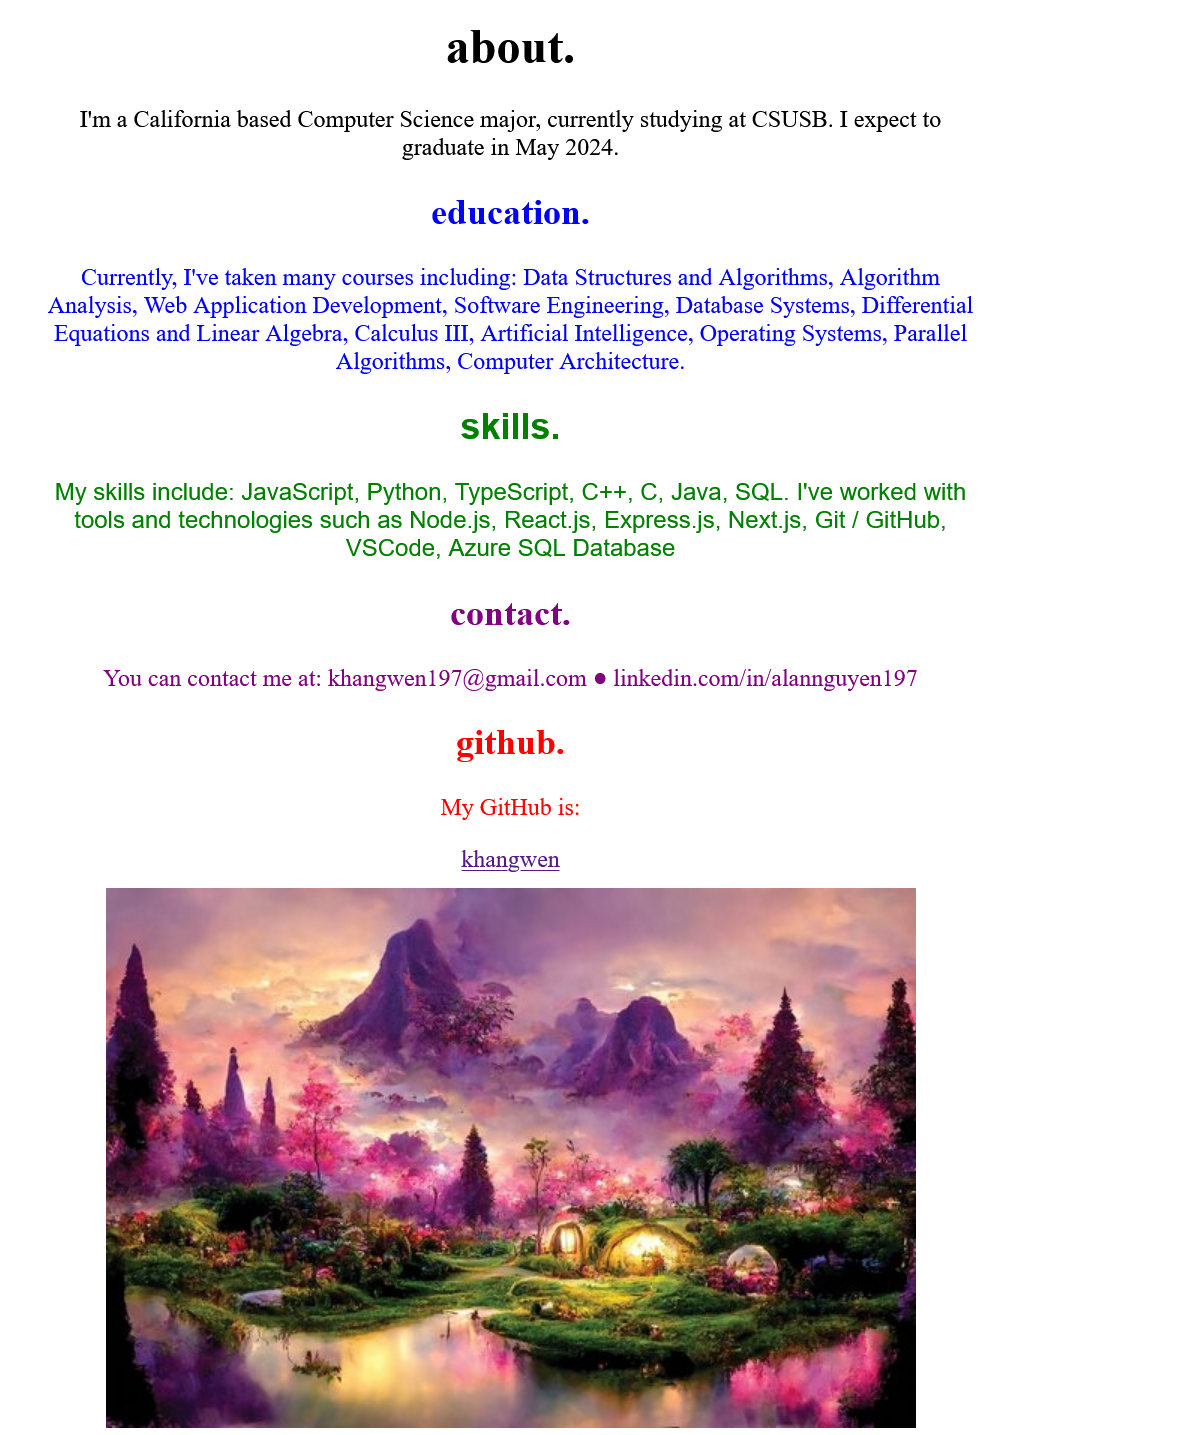 about.
I'm a California based Computer Science major, currently studying at CSUSB. I expect to
graduate in May 2024.
education.
Currently, I've taken many courses including: Data Structures and Algorithms, Algorithm
Analysis, Web Application Development, Software Engineering, Database Systems, Differential
Equations and Linear Algebra, Calculus III, Artificial Intelligence, Operating Systems, Parallel
Algorithms, Computer Architecture.
skills.
My skills include: JavaScript, Python, TypeScript, C++, C, Java, SQL. I've worked with
tools and technologies such as Node.js, React.js, Express.js, Next.js, Git / GitHub,
VSCode, Azure SQL Database
contact.
You can contact me at: khangwen197@gmail.com ● linkedin.com/in/alannguyen197
github.
My GitHub is:
khangwen